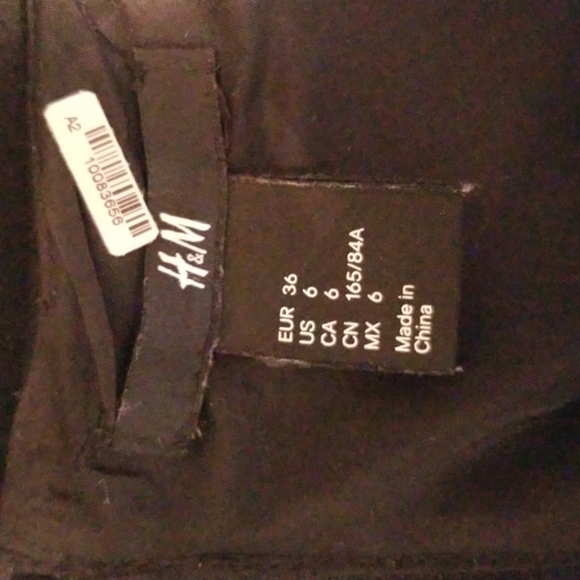 A2
10083656
H&M
EUR 36
US 6
CA 6
CN 165/84A
MX 6
Made in
China